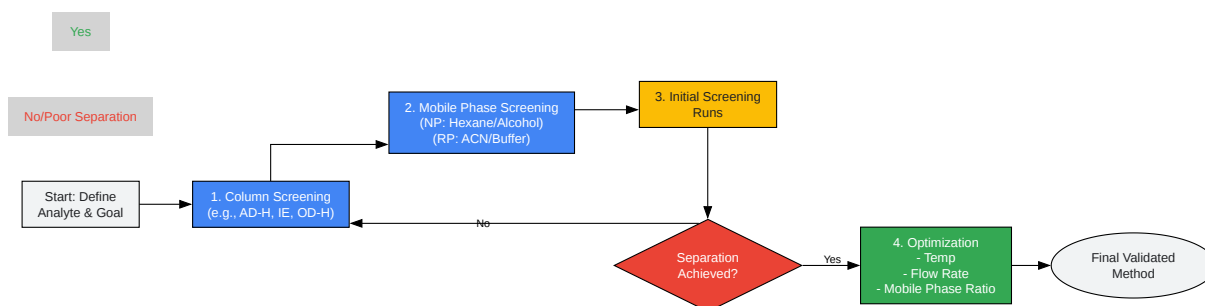 Yes
No/Poor Separation
Start: Define
Analyte & Goal
1. Column Screening
(e.g., AD-H, IE, OD-H)
2. Mobile Phase Screening
(NP: Hexane/Alcohol)
(RP: ACN/Buffer)
3. Initial Screening
Runs
No
Separation
Achieved?
Yes
4. Optimization
- Temp
- Flow Rate
- Mobile Phase Ratio
Final Validated
Method